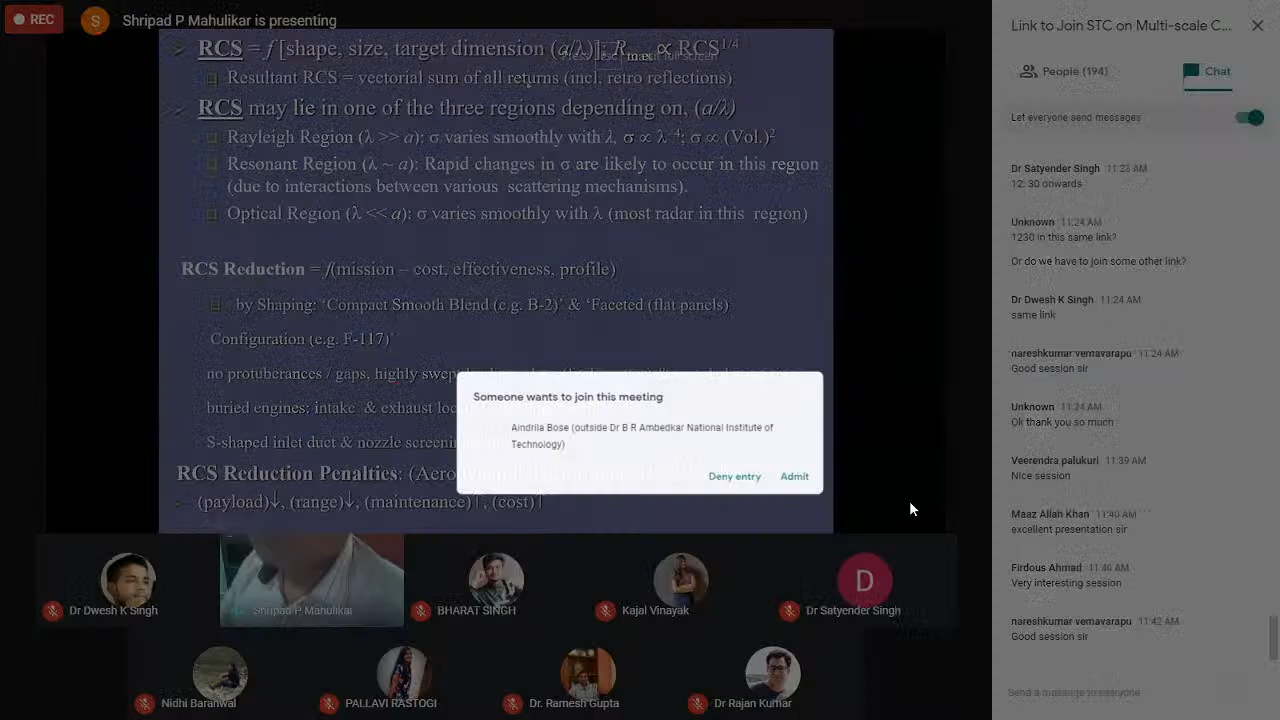 REC
S
Shripad P Mahulikar is presenting
RCS = f [shape, size, target dimension (a/λ)]; Rmax ∝ RCS1/4
Resultant RCS = vectorial sum of all returns (incl. retro reflections)
RCS may lie in one of the three regions depending on, (a/λ)
Rayleigh Region (λ >> a): σ varies smoothly with λ, σ ∝ λ−4; σ ∝ (Vol.)2
Resonant Region (λ ~ a): Rapid changes in σ are likely to occur in this region
(due to interactions between various scattering mechanisms).
Optical Region (λ << a): σ varies smoothly with λ (most radar in this region)
RCS Reduction = f(mission – cost, effectiveness, profile)
by Shaping: ‘Compact Smooth Blend (e.g. B-2)’ & ‘Faceted (flat panels)
Configuration (e.g. F-117)’
no protuberances / gaps, highly swept
buried engines; intake & exhaust
S-shaped inlet duct & nozzle
RCS Reduction Penalties:
(payload)↓, (range)↓, (maintenance)↑, (cost)↑
Someone wants to join this meeting
Aindrila Bose (outside Dr B R Ambedkar National Institute of
Technology)
Deny entry Admit
Dr Dwesh K Singh
Shripad P Mahulikar
BHARAT SINGH
Kajal Vinayak
D
Dr Satyender Singh
Nidhi Baranwal
PALLAVI RASTOGI
Dr. Ramesh Gupta
Dr Rajan Kumar
Link to Join STC on Multi-scale C...
People (194)
Chat
Let everyone send messages
Dr Satyender Singh 11:23 AM
12: 30 onwards
Unknown 11:24 AM
1230 in this same link?
Or do we have to join some other link?
Dr Dwesh K Singh 11:24 AM
same link
nareshkumar vemavarapu 11:24 AM
Good session sir
Unknown 11:24 AM
Ok thank you so much
Veerendra palukuri 11:39 AM
Nice session
Maaz Allah Khan 11:40 AM
excellent presentation sir
Firdous Ahmad 11:40 AM
Very interesting session
nareshkumar vemavarapu 11:42 AM
Good session sir
Send a message to everyone